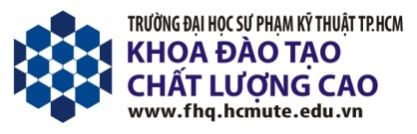 TRƯỜNG ĐẠI HỌC SƯ PHẠM KỸ THUẬT TP.HCM
KHOA ĐÀO TẠO
CHẤT LƯỢNG CAO
www.fhq.hcmute.edu.vn